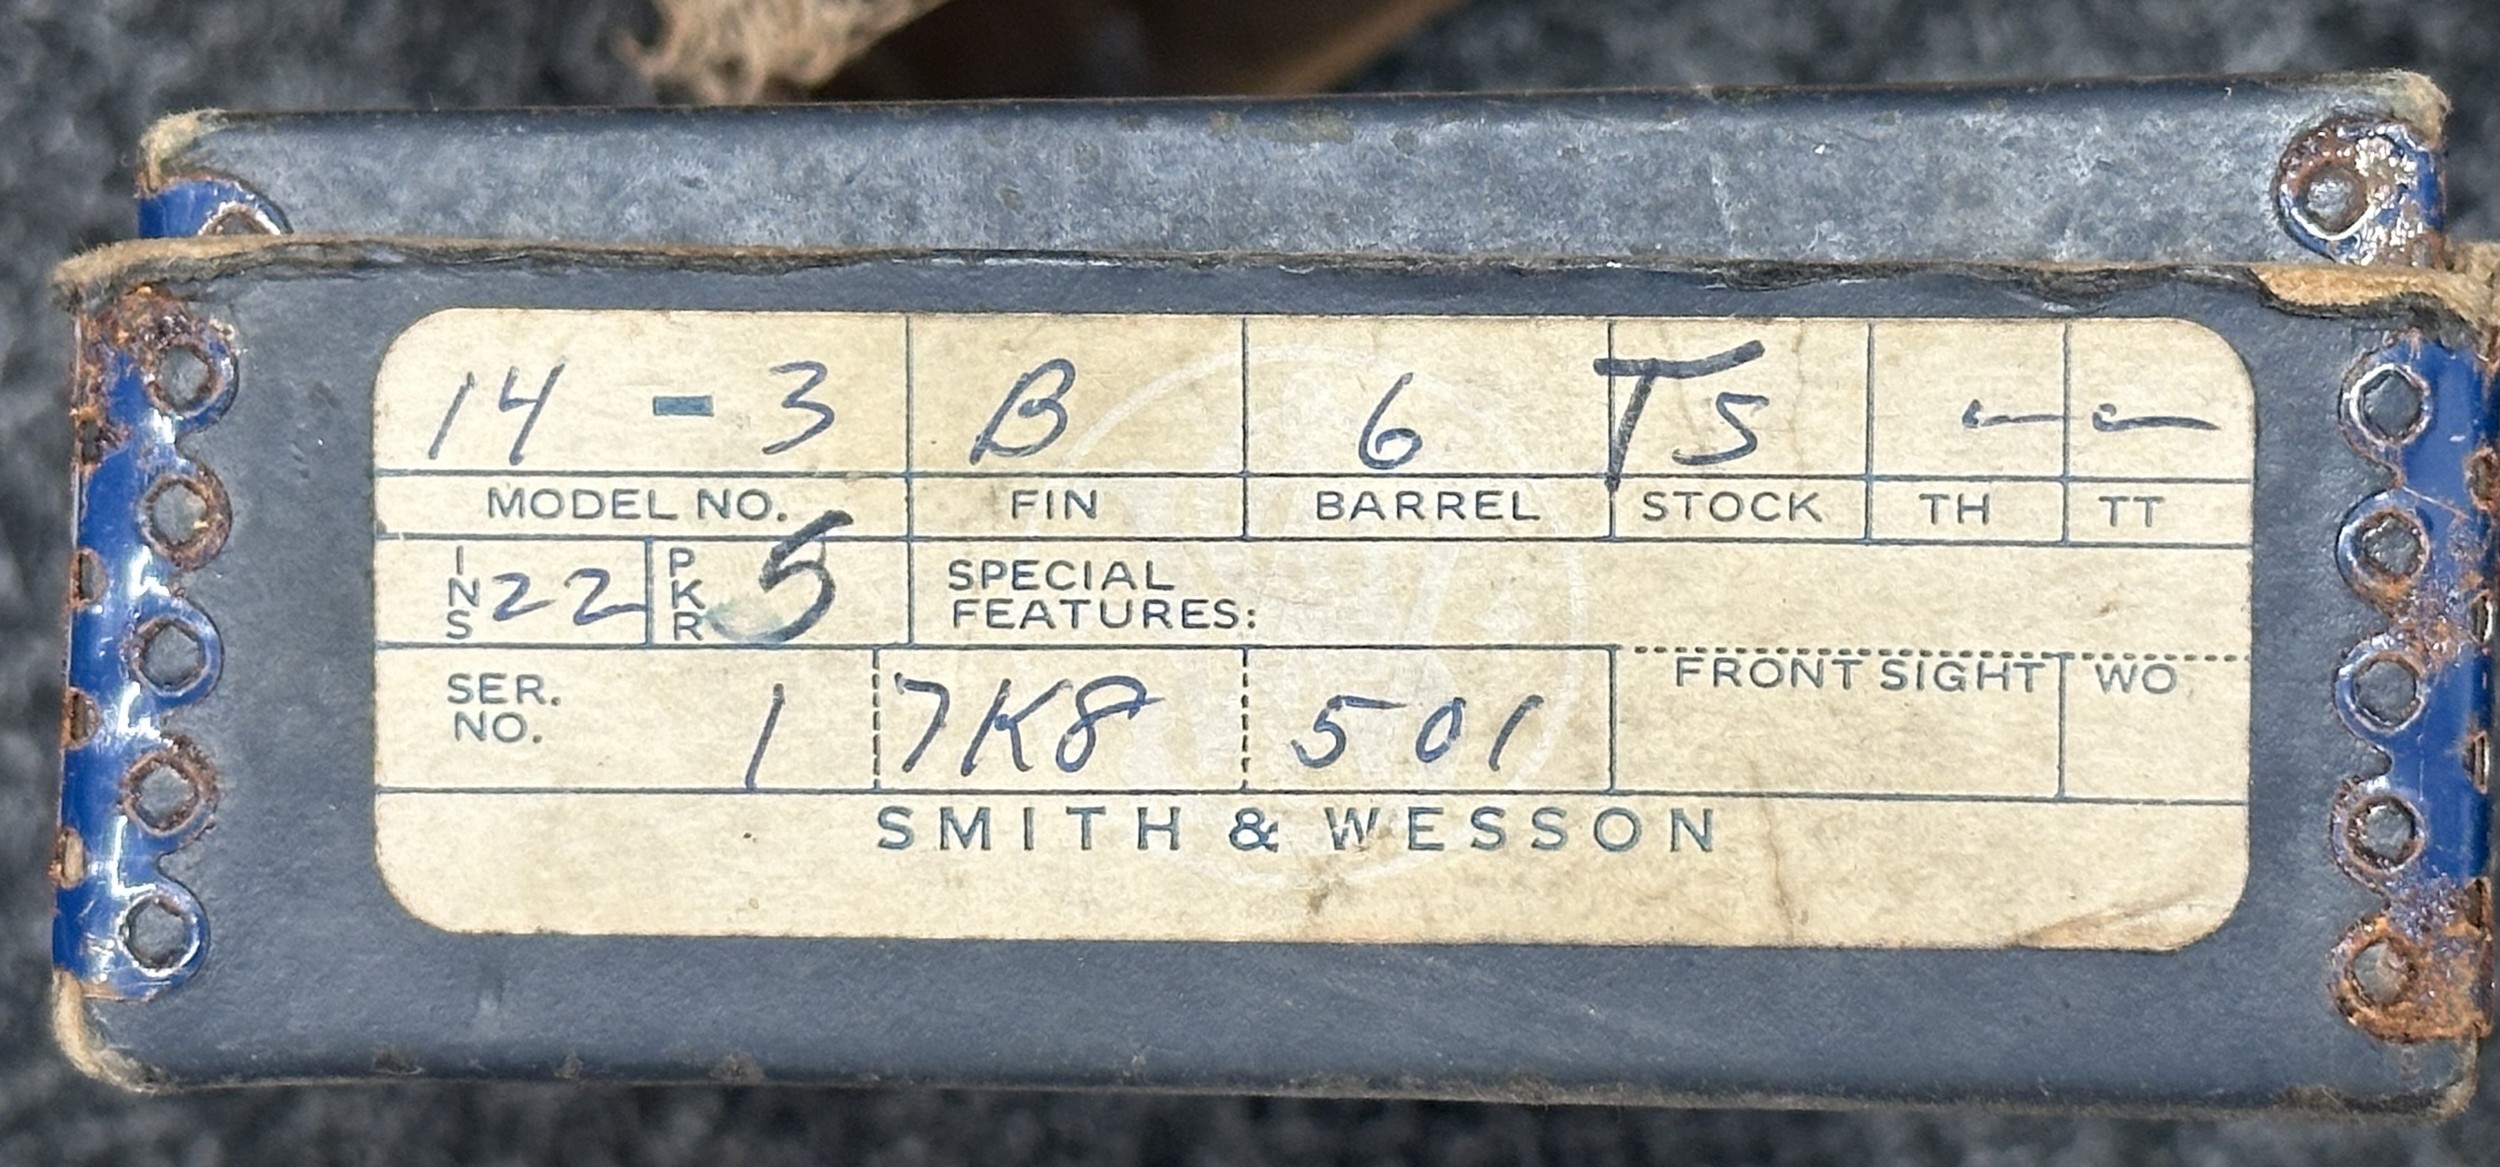 14 - 3 B 6 TS — —
MODEL NO. FIN BARREL STOCK TH TT
INS 22 PKR 5 SPECIAL FEATURES:
SER. NO. 1 7K8 501 FRONT SIGHT WO
SMITH & WESSON